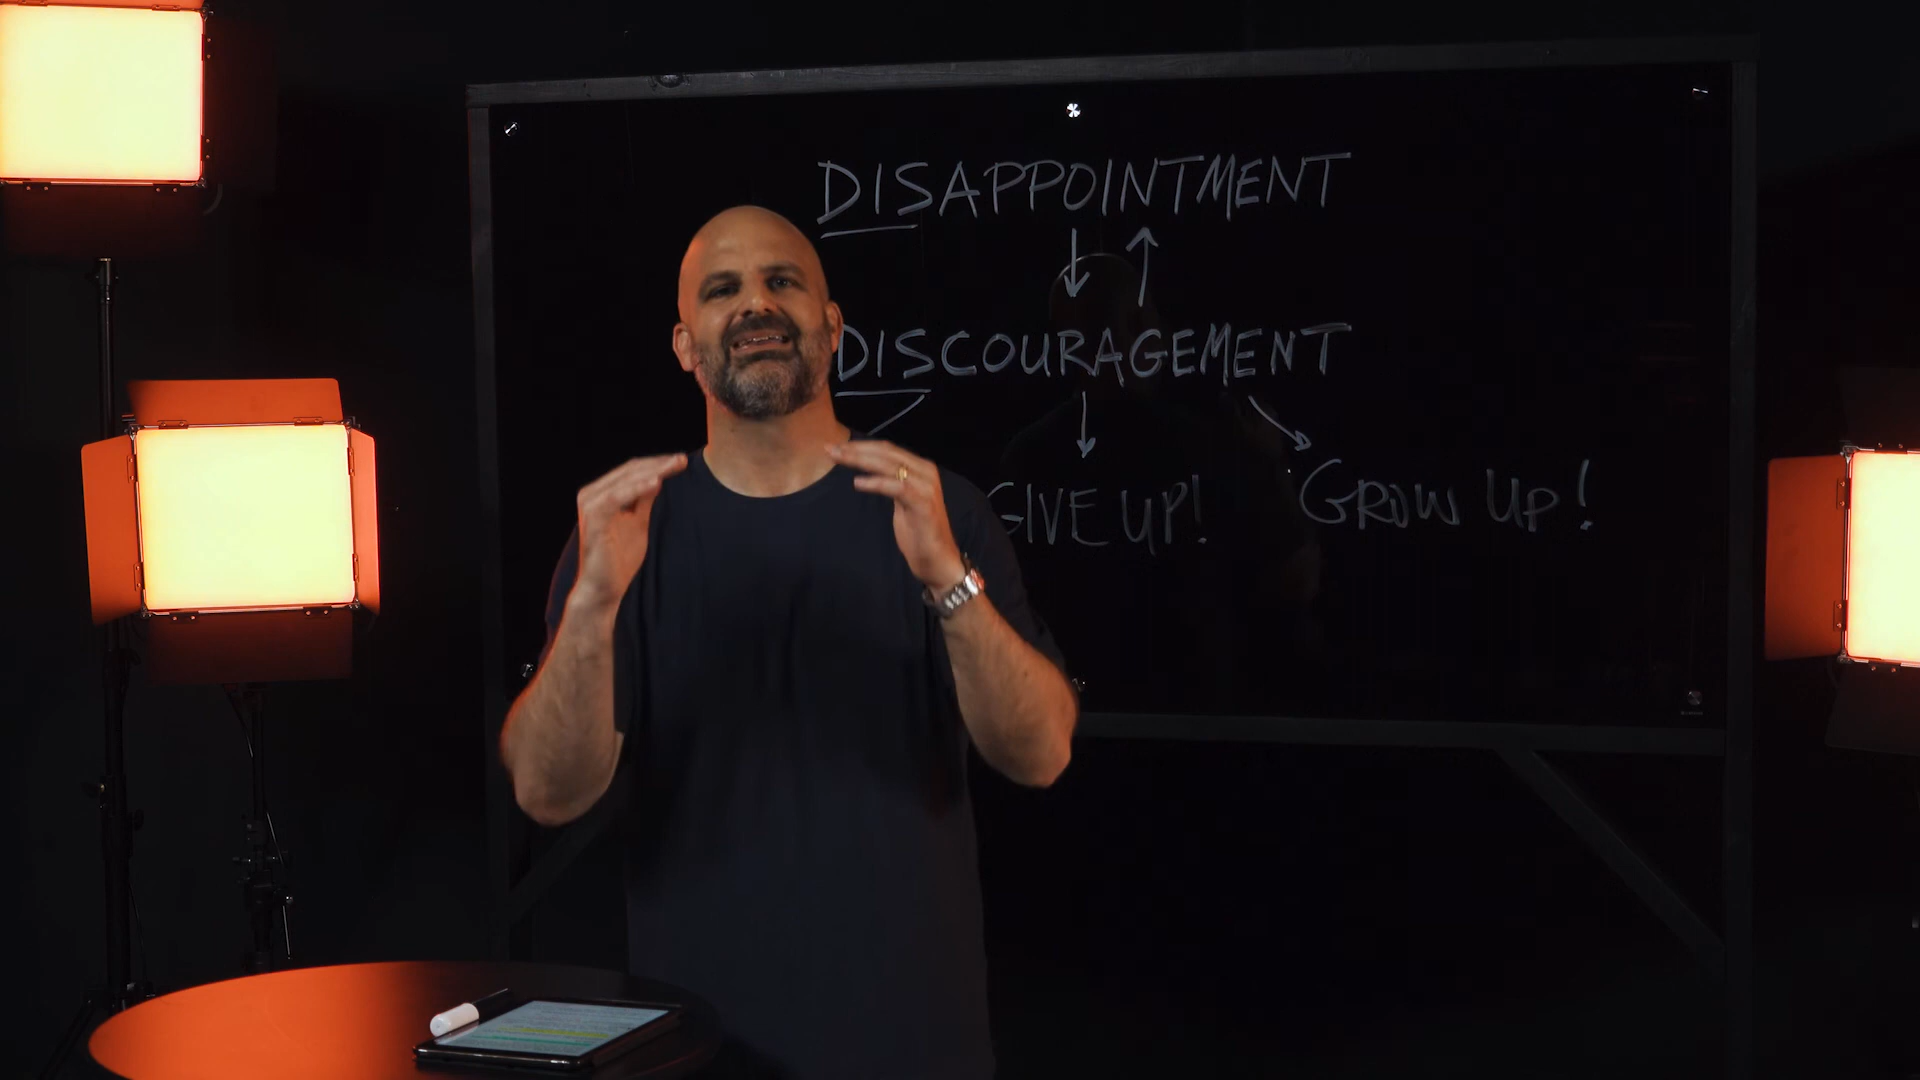 DISAPPOINTMENT
DISCOURAGEMENT
GIVE UP! GROW UP!